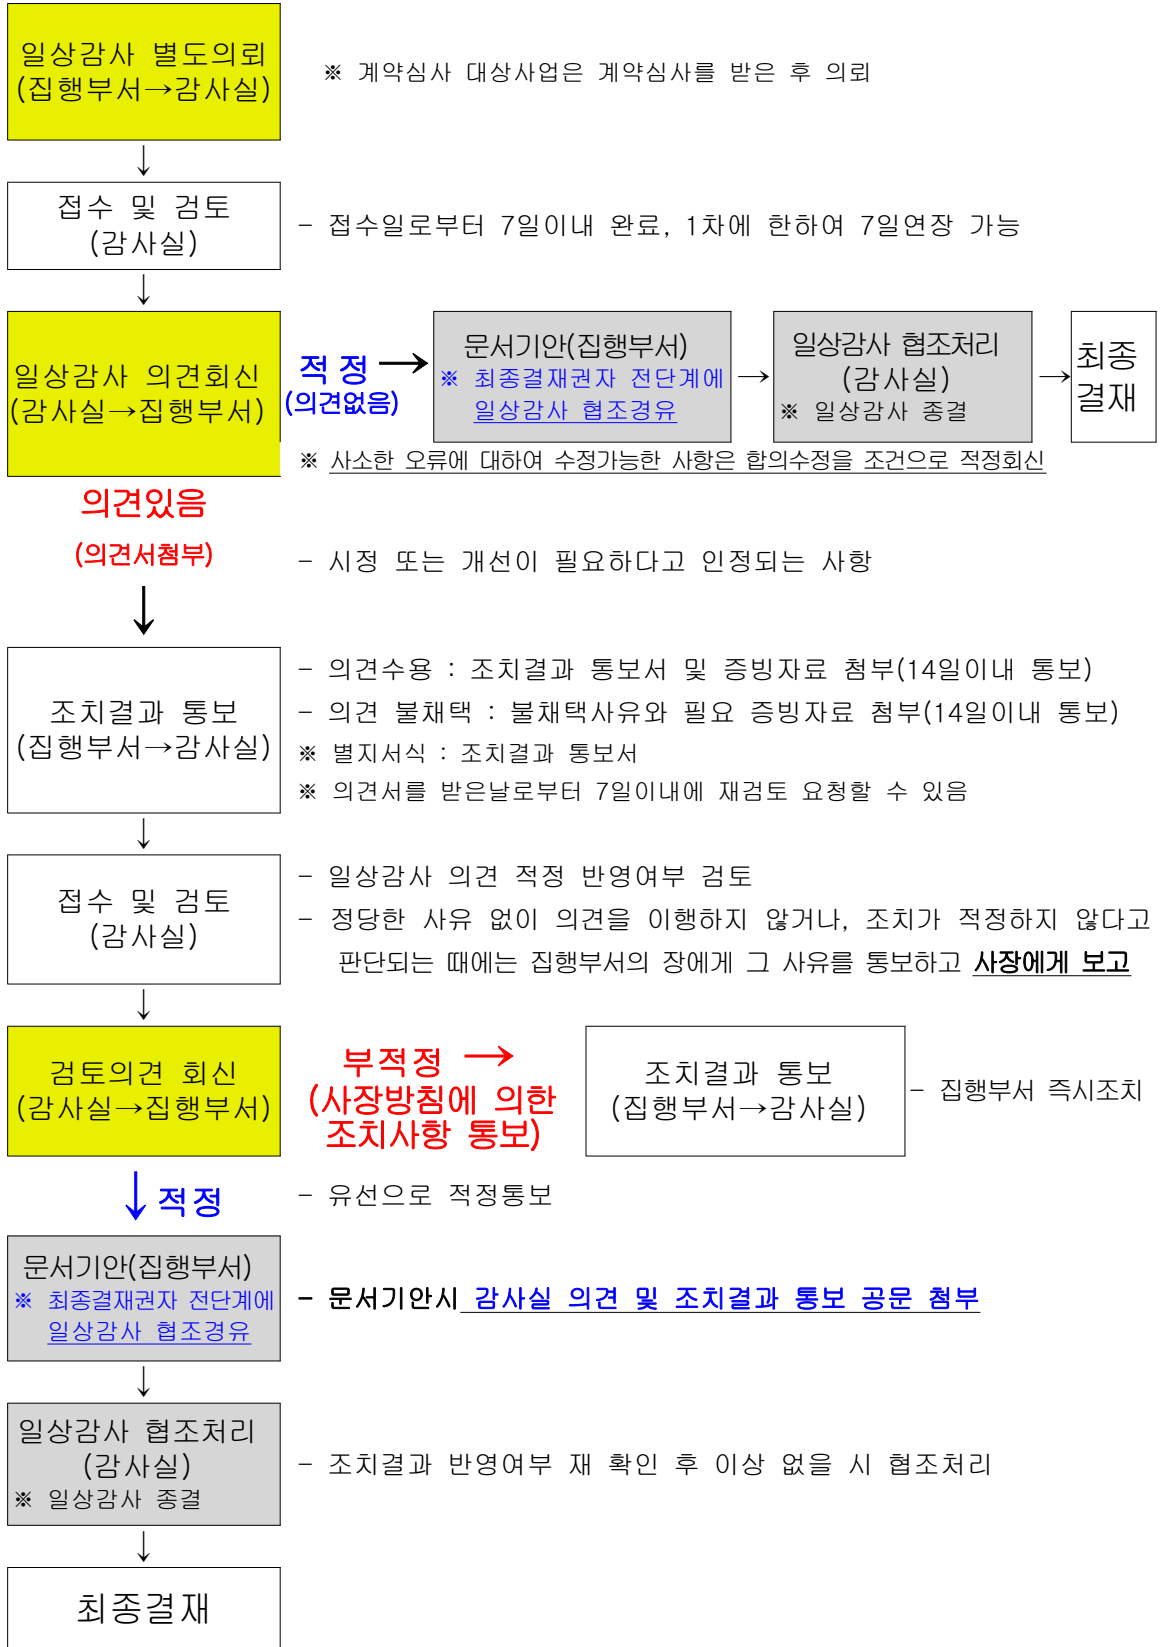 일상감사 별도의뢰
(집행부서→감사실)
※ 계약심사 대상사업은 계약심사를 받은 후 의뢰
↓
접수 및 검토
(감사실)
- 접수일로부터 7일이내 완료, 1차에 한하여 7일연장 가능
↓
일상감사 의견회신
(감사실→집행부서)
적 정 →
(의견없음)
문서기안(집행부서)
※ 최종결재권자 전단계에
일상감사 협조경유
→
일상감사 협조처리
(감사실)
※ 일상감사 종결
→
최종
결재
※ 사소한 오류에 대하여 수정가능한 사항은 합의수정을 조건으로 적정회신
의견있음
(의견서첨부)
- 시정 또는 개선이 필요하다고 인정되는 사항
↓
조치결과 통보
(집행부서→감사실)
- 의견수용 : 조치결과 통보서 및 증빙자료 첨부(14일이내 통보)
- 의견 불채택 : 불채택사유와 필요 증빙자료 첨부(14일이내 통보)
※ 별지서식 : 조치결과 통보서
※ 의견서를 받은날로부터 7일이내에 재검토 요청할 수 있음
↓
접수 및 검토
(감사실)
- 일상감사 의견 적정 반영여부 검토
- 정당한 사유 없이 의견을 이행하지 않거나, 조치가 적정하지 않다고
판단되는 때에는 집행부서의 장에게 그 사유를 통보하고 사장에게 보고
↓
검토의견 회신
(감사실→집행부서)
부적정 →
(사장방침에 의한
조치사항 통보)
조치결과 통보
(집행부서→감사실)
- 집행부서 즉시조치
↓ 적정
- 유선으로 적정통보
문서기안(집행부서)
※ 최종결재권자 전단계에
일상감사 협조경유
- 문서기안시 감사실 의견 및 조치결과 통보 공문 첨부
↓
일상감사 협조처리
(감사실)
※ 일상감사 종결
- 조치결과 반영여부 재 확인 후 이상 없을 시 협조처리
↓
최종결재